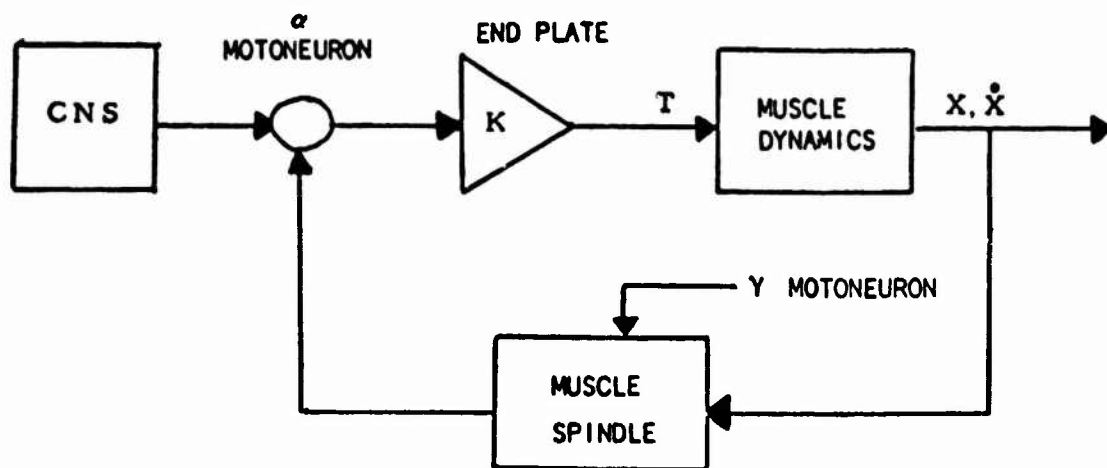 α
MOTONEURON
END PLATE
CNS
K
T
MUSCLE
DYNAMICS
X, Ẋ
γ MOTONEURON
MUSCLE
SPINDLE